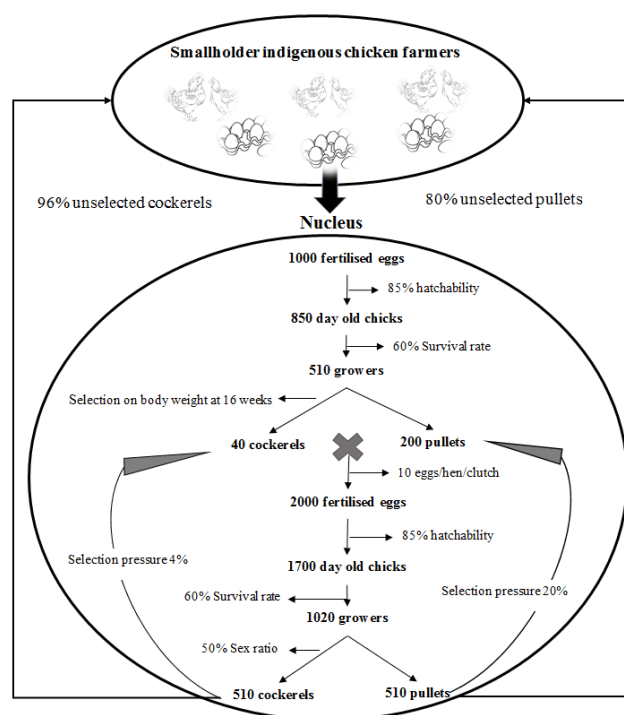 Smallholder indigenous chicken farmers
96% unselected cockerels
80% unselected pullets
Nucleus
1000 fertilised eggs
85% hatchability
850 day old chicks
60% Survival rate
510 growers
Selection on body weight at 16 weeks
40 cockerels
200 pullets
10 eggs/hen/clutch
2000 fertilised eggs
85% hatchability
Selection pressure 4%
1700 day old chicks
Selection pressure 20%
60% Survival rate
1020 growers
50% Sex ratio
510 cockerels
510 pullets